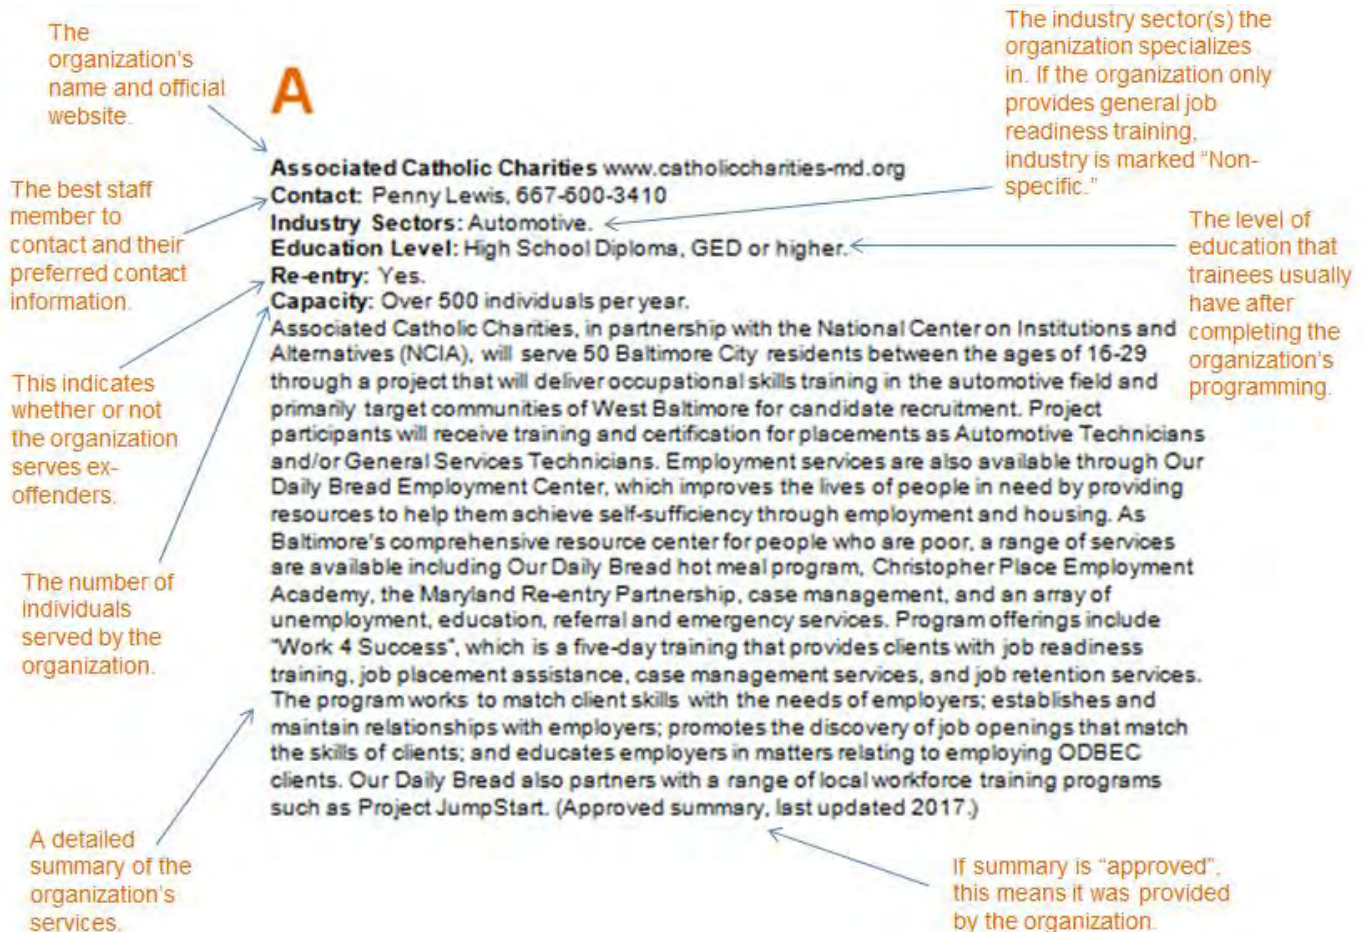 The
organization's
name and official
website.
A
The industry sector(s) the
organization specializes
in. If the organization only
provides general job
readiness training,
industry is marked "Non-
specific."
Associated Catholic Charities www.catholiccharities-md.org
Contact: Penny Lewis, 667-600-3410
Industry Sectors: Automotive.
Education Level: High School Diploma, GED or higher.
Re-entry: Yes.
Capacity: Over 500 individuals per year.
Associated Catholic Charities, in partnership with the National Center on Institutions and
Alternatives (NCIA), will serve 50 Baltimore City residents between the ages of 16-29
through a project that will deliver occupational skills training in the automotive field and
primarily target communities of West Baltimore for candidate recruitment. Project
participants will receive training and certification for placements as Automotive Technicians
and/or General Services Technicians. Employment services are also available through Our
Daily Bread Employment Center, which improves the lives of people in need by providing
resources to help them achieve self-sufficiency through employment and housing. As
Baltimore's comprehensive resource center for people who are poor, a range of services
are available including Our Daily Bread hot meal program, Christopher Place Employment
Academy, the Maryland Re-entry Partnership, case management, and an array of
unemployment, education, referral and emergency services. Program offerings include
"Work 4 Success", which is a five-day training that provides clients with job readiness
training, job placement assistance, case management services, and job retention services.
The program works to match client skills with the needs of employers; establishes and
maintain relationships with employers; promotes the discovery of job openings that match
the skills of clients; and educates employers in matters relating to employing ODBEC
clients. Our Daily Bread also partners with a range of local workforce training programs
such as Project JumpStart. (Approved summary, last updated 2017.)
The best staff
member to
contact and their
preferred contact
information.
The level of
education that
trainees usually
have after
completing the
organization's
programming.
This indicates
whether or not
the organization
serves ex-
offenders.
The number of
individuals
served by the
organization.
A detailed
summary of the
organization's
services.
If summary is "approved",
this means it was provided
by the organization.